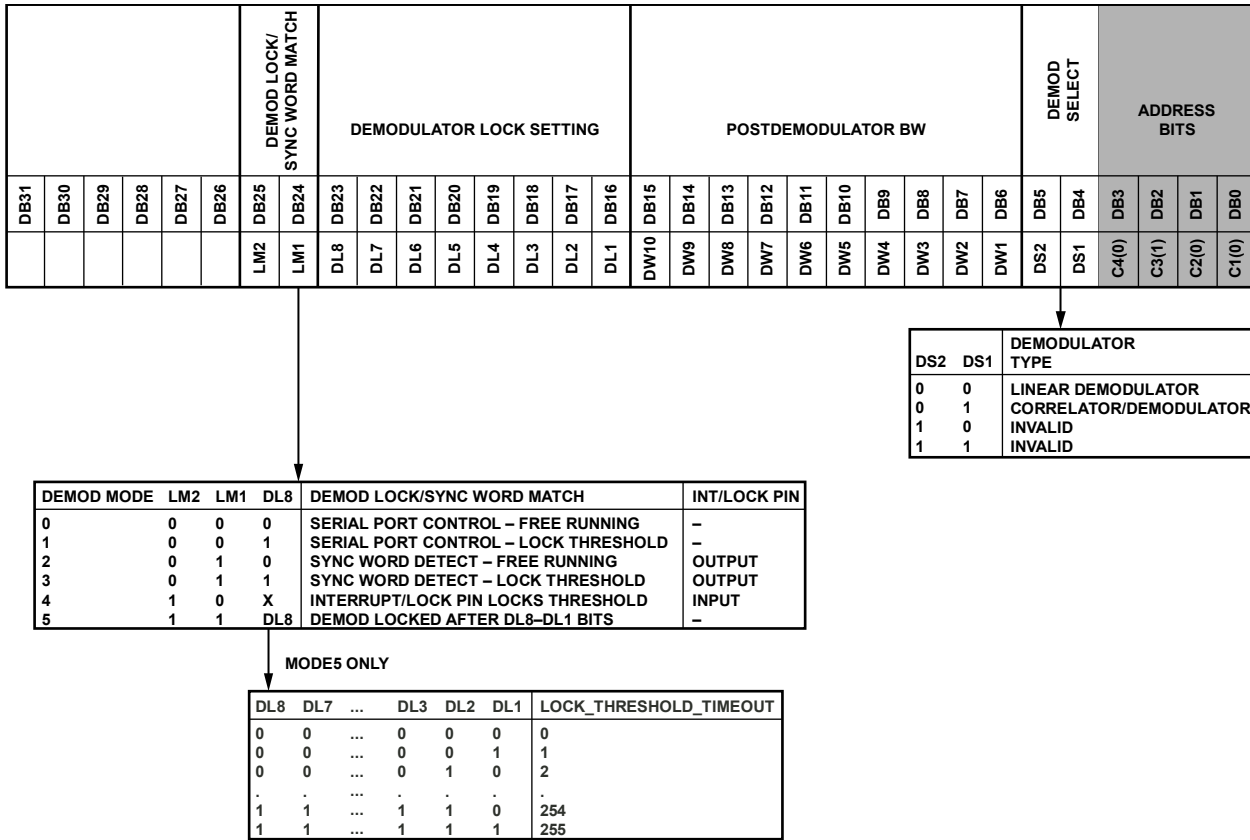 DEMOD LOCK/
SYNC WORD MATCH
DEMODULATOR LOCK SETTING
POSTDEMODULATOR BW
DEMOD
SELECT
ADDRESS
BITS
DB31 DB30 DB29 DB28 DB27 DB26 DB25 DB24 DB23 DB22 DB21 DB20 DB19 DB18 DB17 DB16 DB15 DB14 DB13 DB12 DB11 DB10 DB9 DB8 DB7 DB6 DB5 DB4 DB3 DB2 DB1 DB0
LM2 LM1 DL8 DL7 DL6 DL5 DL4 DL3 DL2 DL1 DW10 DW9 DW8 DW7 DW6 DW5 DW4 DW3 DW2 DW1 DS2 DS1 C4(0) C3(1) C2(0) C1(0)
DEMODULATOR
DS2 DS1 TYPE
0 0 LINEAR DEMODULATOR
0 1 CORRELATOR/DEMODULATOR
1 0 INVALID
1 1 INVALID
DEMOD MODE LM2 LM1 DL8 DEMOD LOCK/SYNC WORD MATCH INT/LOCK PIN
0 0 0 0 SERIAL PORT CONTROL – FREE RUNNING –
1 0 0 1 SERIAL PORT CONTROL – LOCK THRESHOLD –
2 0 1 0 SYNC WORD DETECT – FREE RUNNING OUTPUT
3 0 1 1 SYNC WORD DETECT – LOCK THRESHOLD OUTPUT
4 1 0 X INTERRUPT/LOCK PIN LOCKS THRESHOLD INPUT
5 1 1 DL8 DEMOD LOCKED AFTER DL8–DL1 BITS –
MODE5 ONLY
DL8 DL7 ... DL3 DL2 DL1 LOCK_THRESHOLD_TIMEOUT
0 0 ... 0 0 0 0
0 0 ... 0 0 1 1
0 0 ... 0 1 0 2
. . ... . . . .
1 1 ... 1 1 0 254
1 1 ... 1 1 1 255